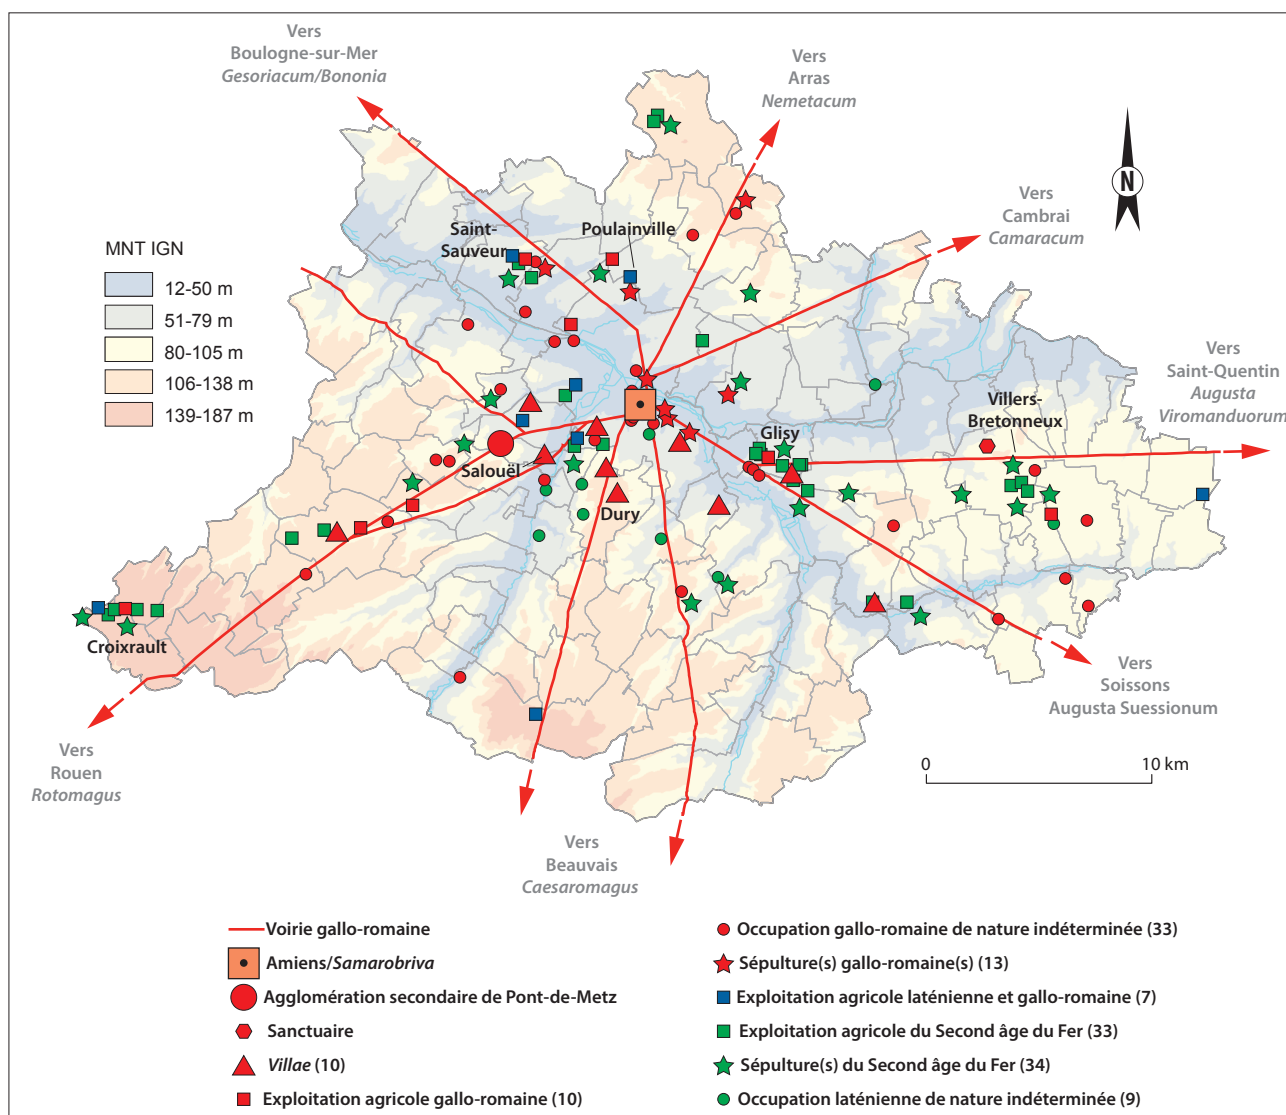 Vers
Boulogne-sur-Mer
Gesoriacum/Bononia
Vers
Arras
Nemetacum
N
Vers
Cambrai
Camaracum
Saint-
Sauveur
Poulainville
MNT IGN
12-50 m
51-79 m
80-105 m
106-138 m
139-187 m
Vers
Saint-Quentin
Augusta
Viromanduorum
Villers-
Bretonneux
Glisy
Salouël
Dury
Croixrault
Vers
Soissons
Augusta Suessionum
Vers
Rouen
Rotomagus
0 10 km
Vers
Beauvais
Caesaromagus
Voirie gallo-romaine
Amiens/Samarobriva
Agglomération secondaire de Pont-de-Metz
Sanctuaire
Villae (10)
Exploitation agricole gallo-romaine (10)
Occupation gallo-romaine de nature indéterminée (33)
Sépulture(s) gallo-romaine(s) (13)
Exploitation agricole laténienne et gallo-romaine (7)
Exploitation agricole du Second âge du Fer (33)
Sépulture(s) du Second âge du Fer (34)
Occupation laténienne de nature indéterminée (9)